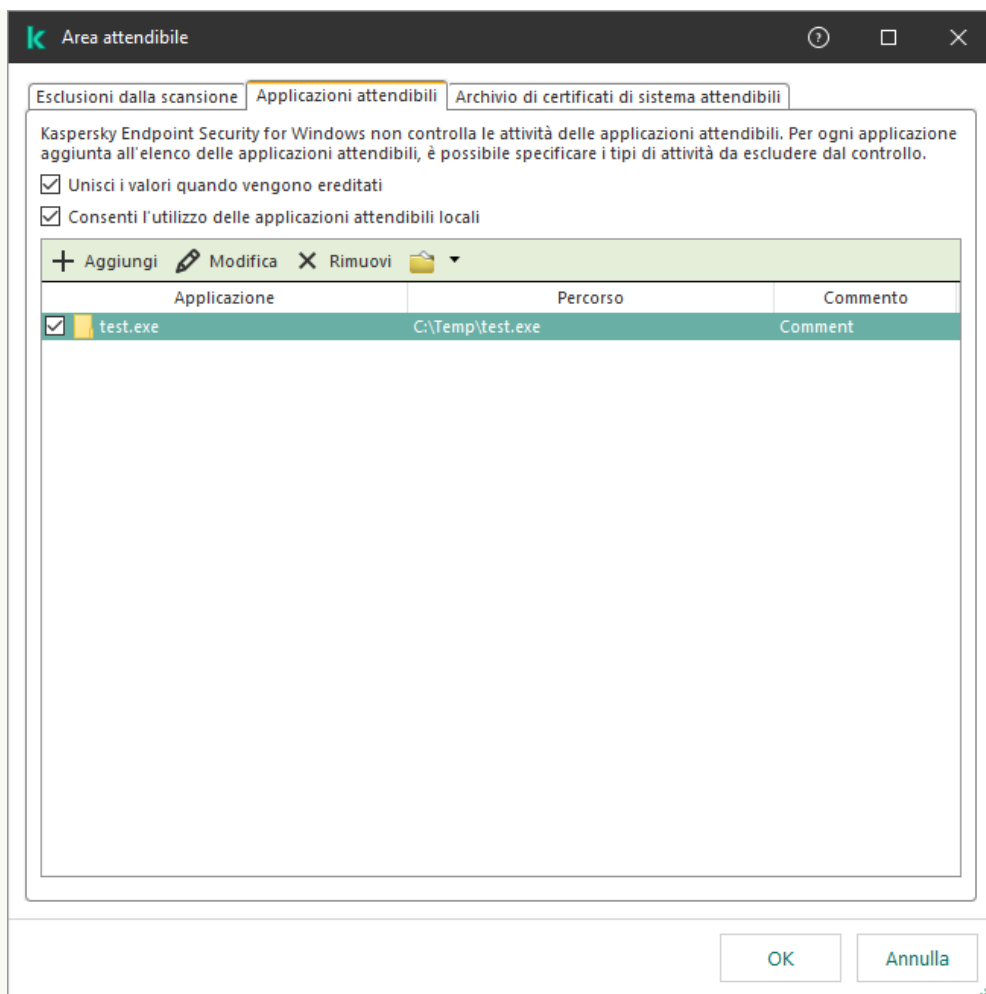 Area attendibile
Esclusioni dalla scansione Applicazioni attendibili Archivio di certificati di sistema attendibili
Kaspersky Endpoint Security for Windows non controlla le attività delle applicazioni attendibili. Per ogni applicazione
aggiunta all'elenco delle applicazioni attendibili, è possibile specificare i tipi di attività da escludere dal controllo.
Unisci i valori quando vengono ereditati
Consenti l'utilizzo delle applicazioni attendibili locali
Aggiungi Modifica Rimuovi
Applicazione Percorso Commento
test.exe C:\Temp\test.exe Comment
OK Annulla